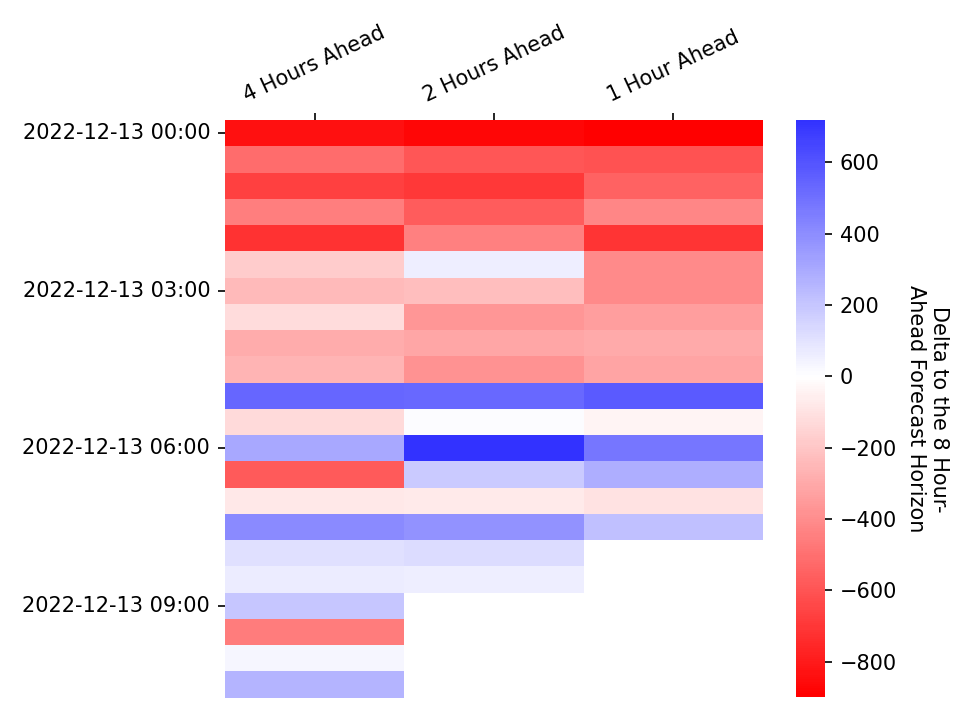 4 Hours Ahead
2 Hours Ahead
1 Hour Ahead
2022-12-13 00:00
2022-12-13 03:00
2022-12-13 06:00
2022-12-13 09:00
600
400
200
0
−200
−400
−600
−800
Delta to the 8 Hour-
Ahead Forecast Horizon